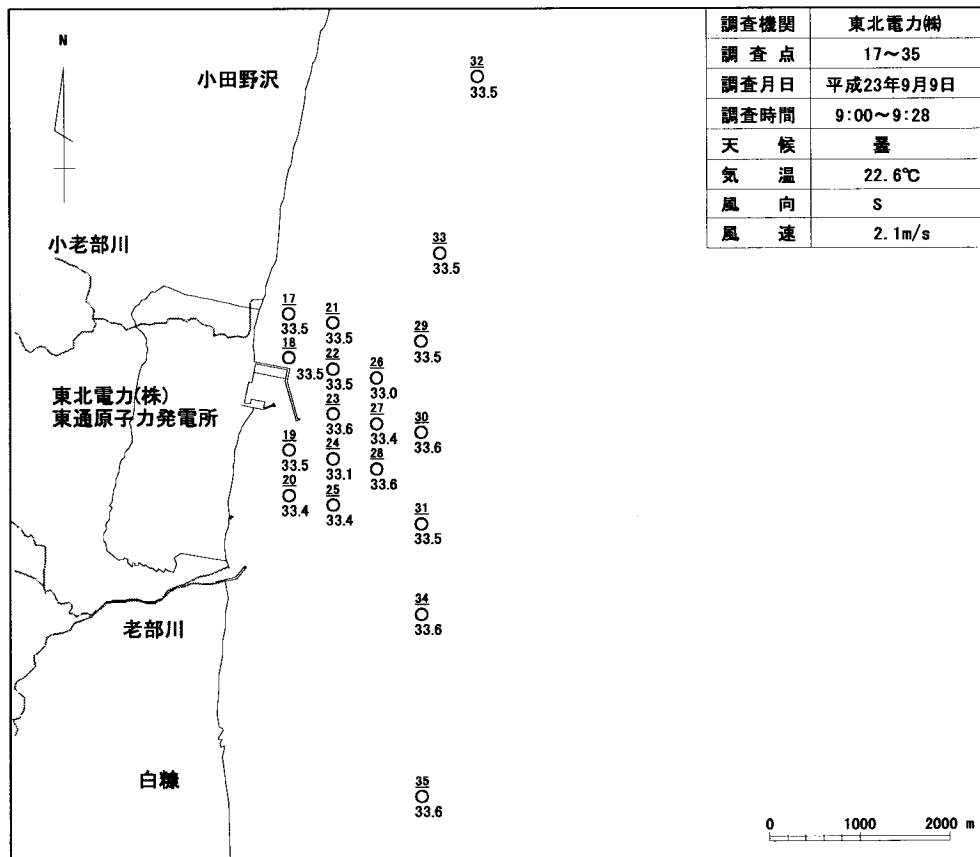 調査機関 東北電力㈱
調査点 17～35
調査月日 平成23年9月9日
調査時間 9:00～9:28
天候 曇
気温 22.6℃
風向 S
風速 2.1m/s
N
小田野沢
32
33.5
小老部川
33
33.5
17
33.5
21
33.5
29
33.5
18
33.5
22
33.5
26
33.0
東北電力(株)
東通原子力発電所
23
33.6
27
33.4
30
33.6
19
33.5
24
33.1
28
33.6
20
33.4
25
33.4
31
33.5
34
33.6
老部川
白糠
35
33.6
0 1000 2000 m